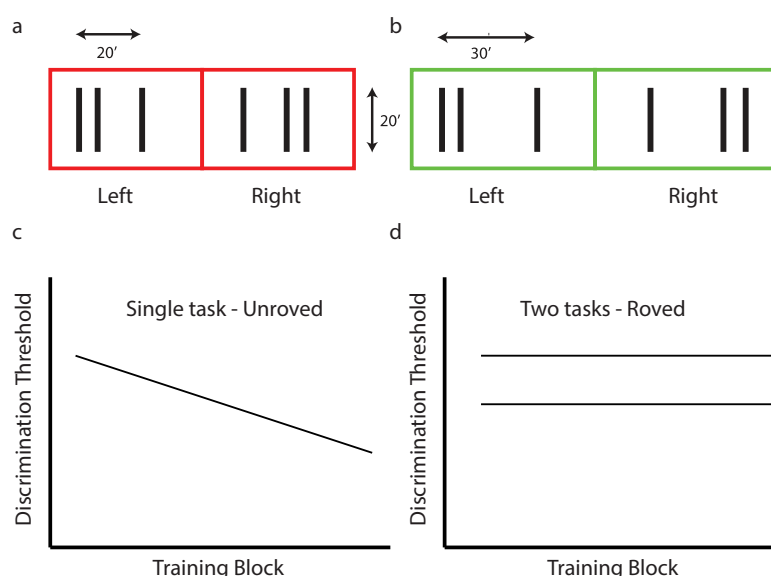 a
b
20'
30'
20'
Left
Right
Left
Right
c
d
Single task - Unroved
Two tasks - Roved
Discrimination Threshold
Discrimination Threshold
Training Block
Training Block